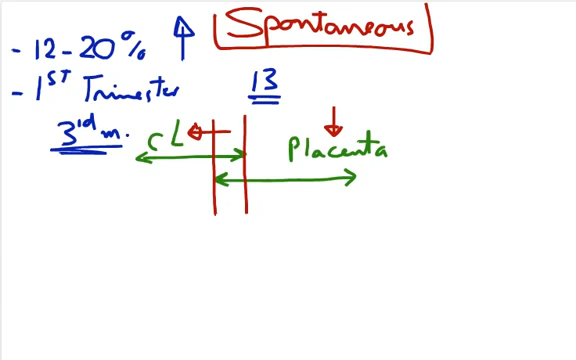 Spontaneous
- 12-20% ↑
- 1ST Trimester 13
3rd m.
CL Placenta